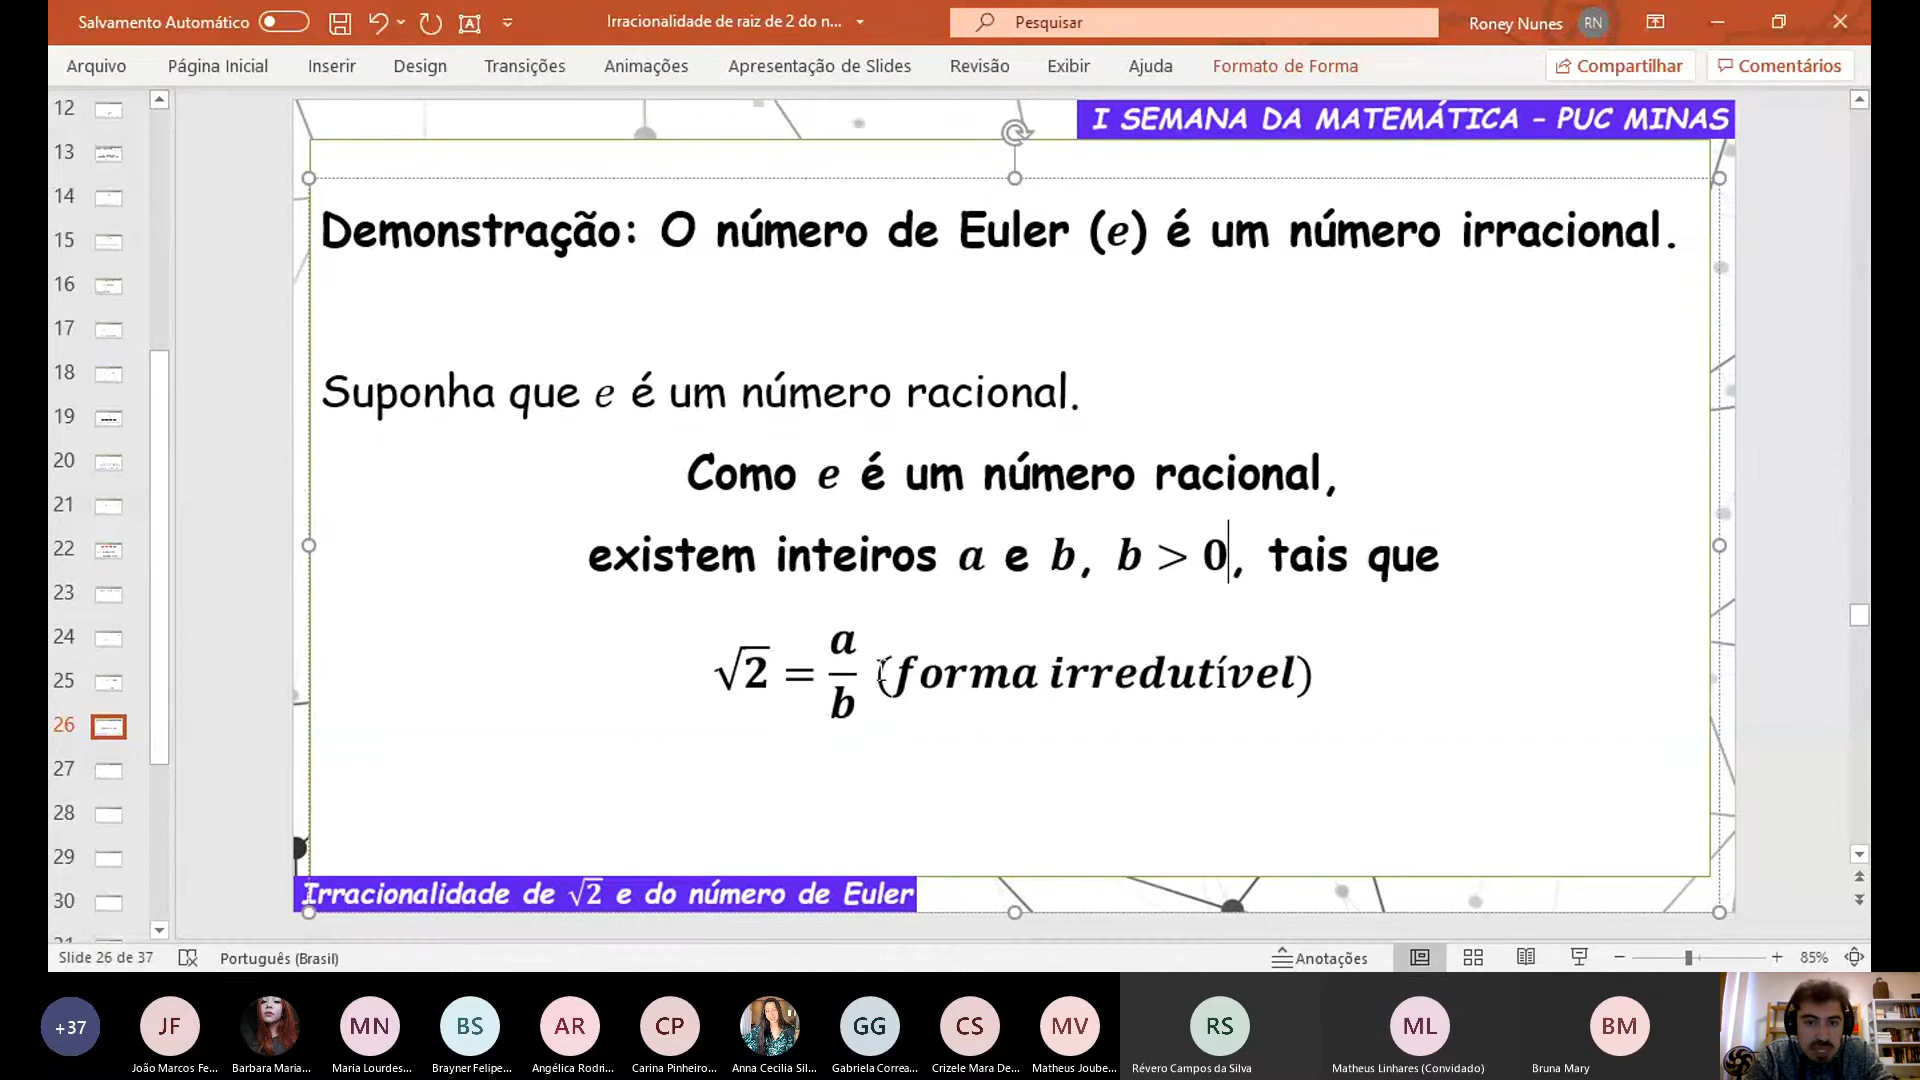 Salvamento Automático
Irracionalidade de raiz de 2 do n...
Pesquisar
Roney Nunes
RN
Arquivo
Página Inicial
Inserir
Design
Transições
Animações
Apresentação de Slides
Revisão
Exibir
Ajuda
Formato de Forma
Compartilhar
Comentários
12
13
14
15
16
17
18
19
20
21
22
23
24
25
26
27
28
29
30
I SEMANA DA MATEMÁTICA – PUC MINAS
Demonstração: O número de Euler (e) é um número irracional.
Suponha que e é um número racional.
Como e é um número racional,
existem inteiros a e b, b > 0, tais que
√2 = a/b (forma irredutível)
Irracionalidade de √2 e do número de Euler
Slide 26 de 37
Português (Brasil)
Anotações
85%
+37
JF
MN
BS
AR
CP
GG
CS
MV
RS
ML
BM
João Marcos Fe...
Barbara Maria...
Maria Lourdes...
Brayner Felipe...
Angélica Rodri...
Carina Pinheiro...
Anna Cecilia Sil...
Gabriela Correa...
Crizele Mara De...
Matheus Joube...
Révero Campos da Silva
Matheus Linhares (Convidado)
Bruna Mary